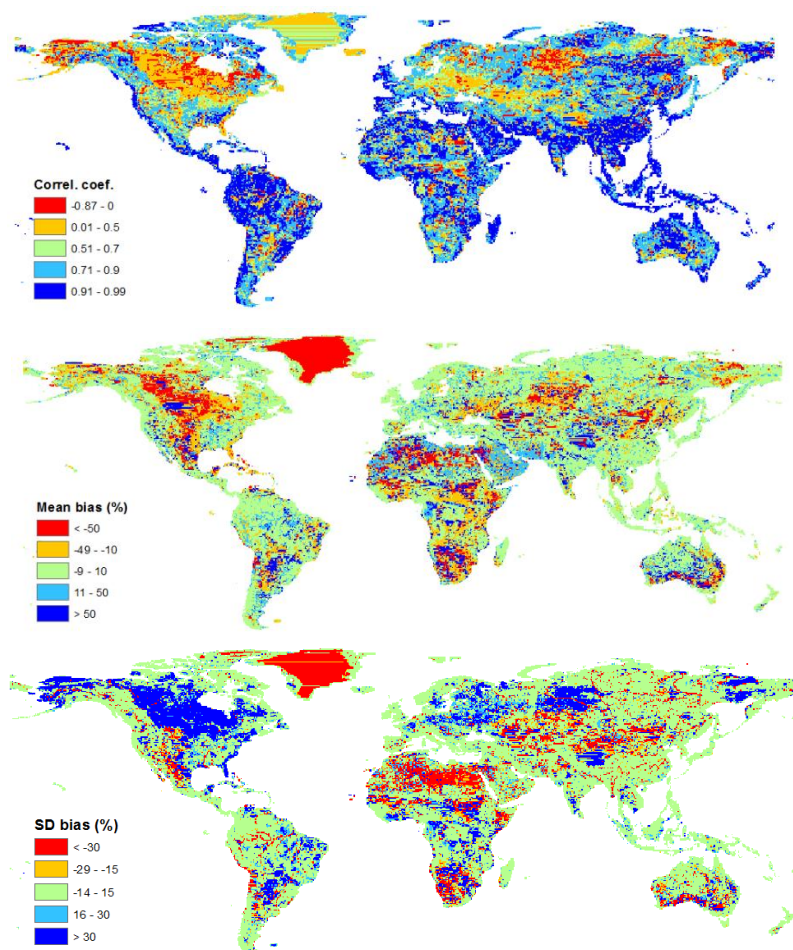 Correl. coef.
-0.87 - 0
0.01 - 0.5
0.51 - 0.7
0.71 - 0.9
0.91 - 0.99
Mean bias (%)
< -50
-49 - -10
-9 - 10
11 - 50
> 50
SD bias (%)
< -30
-29 - -15
-14 - 15
16 - 30
> 30